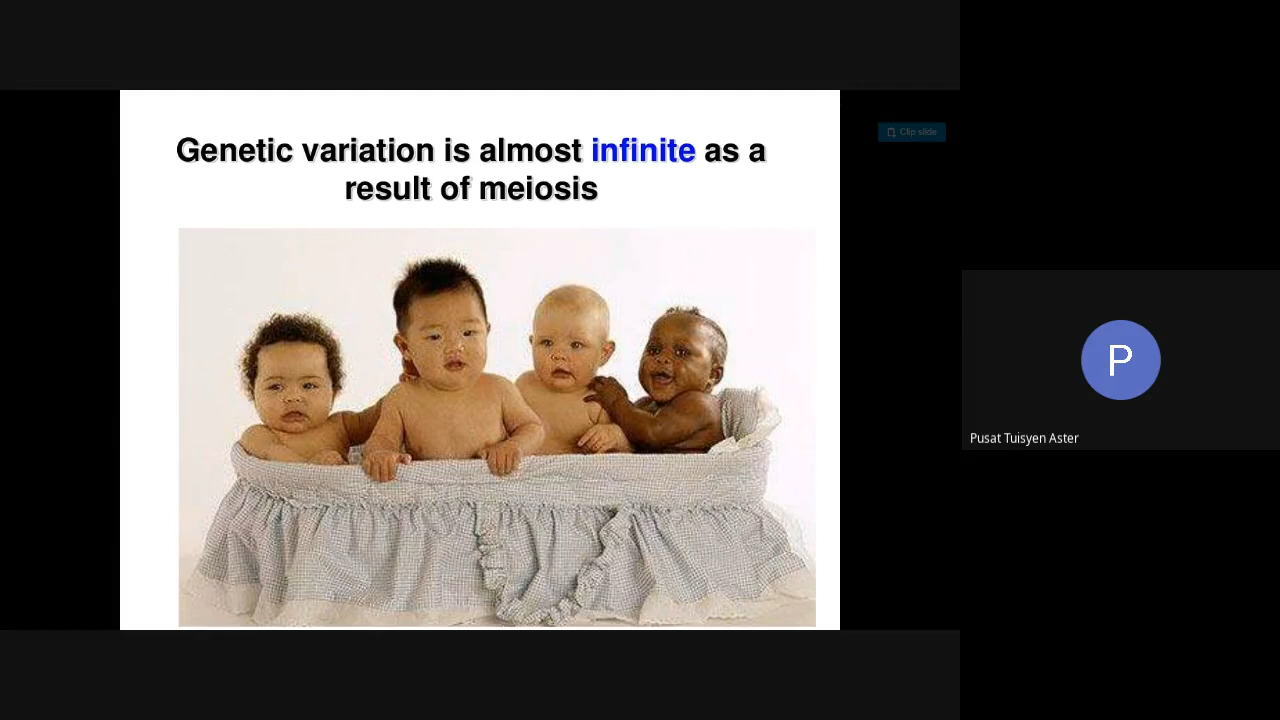 Genetic variation is almost infinite as a
result of meiosis
Clip slide
P
Pusat Tuisyen Aster